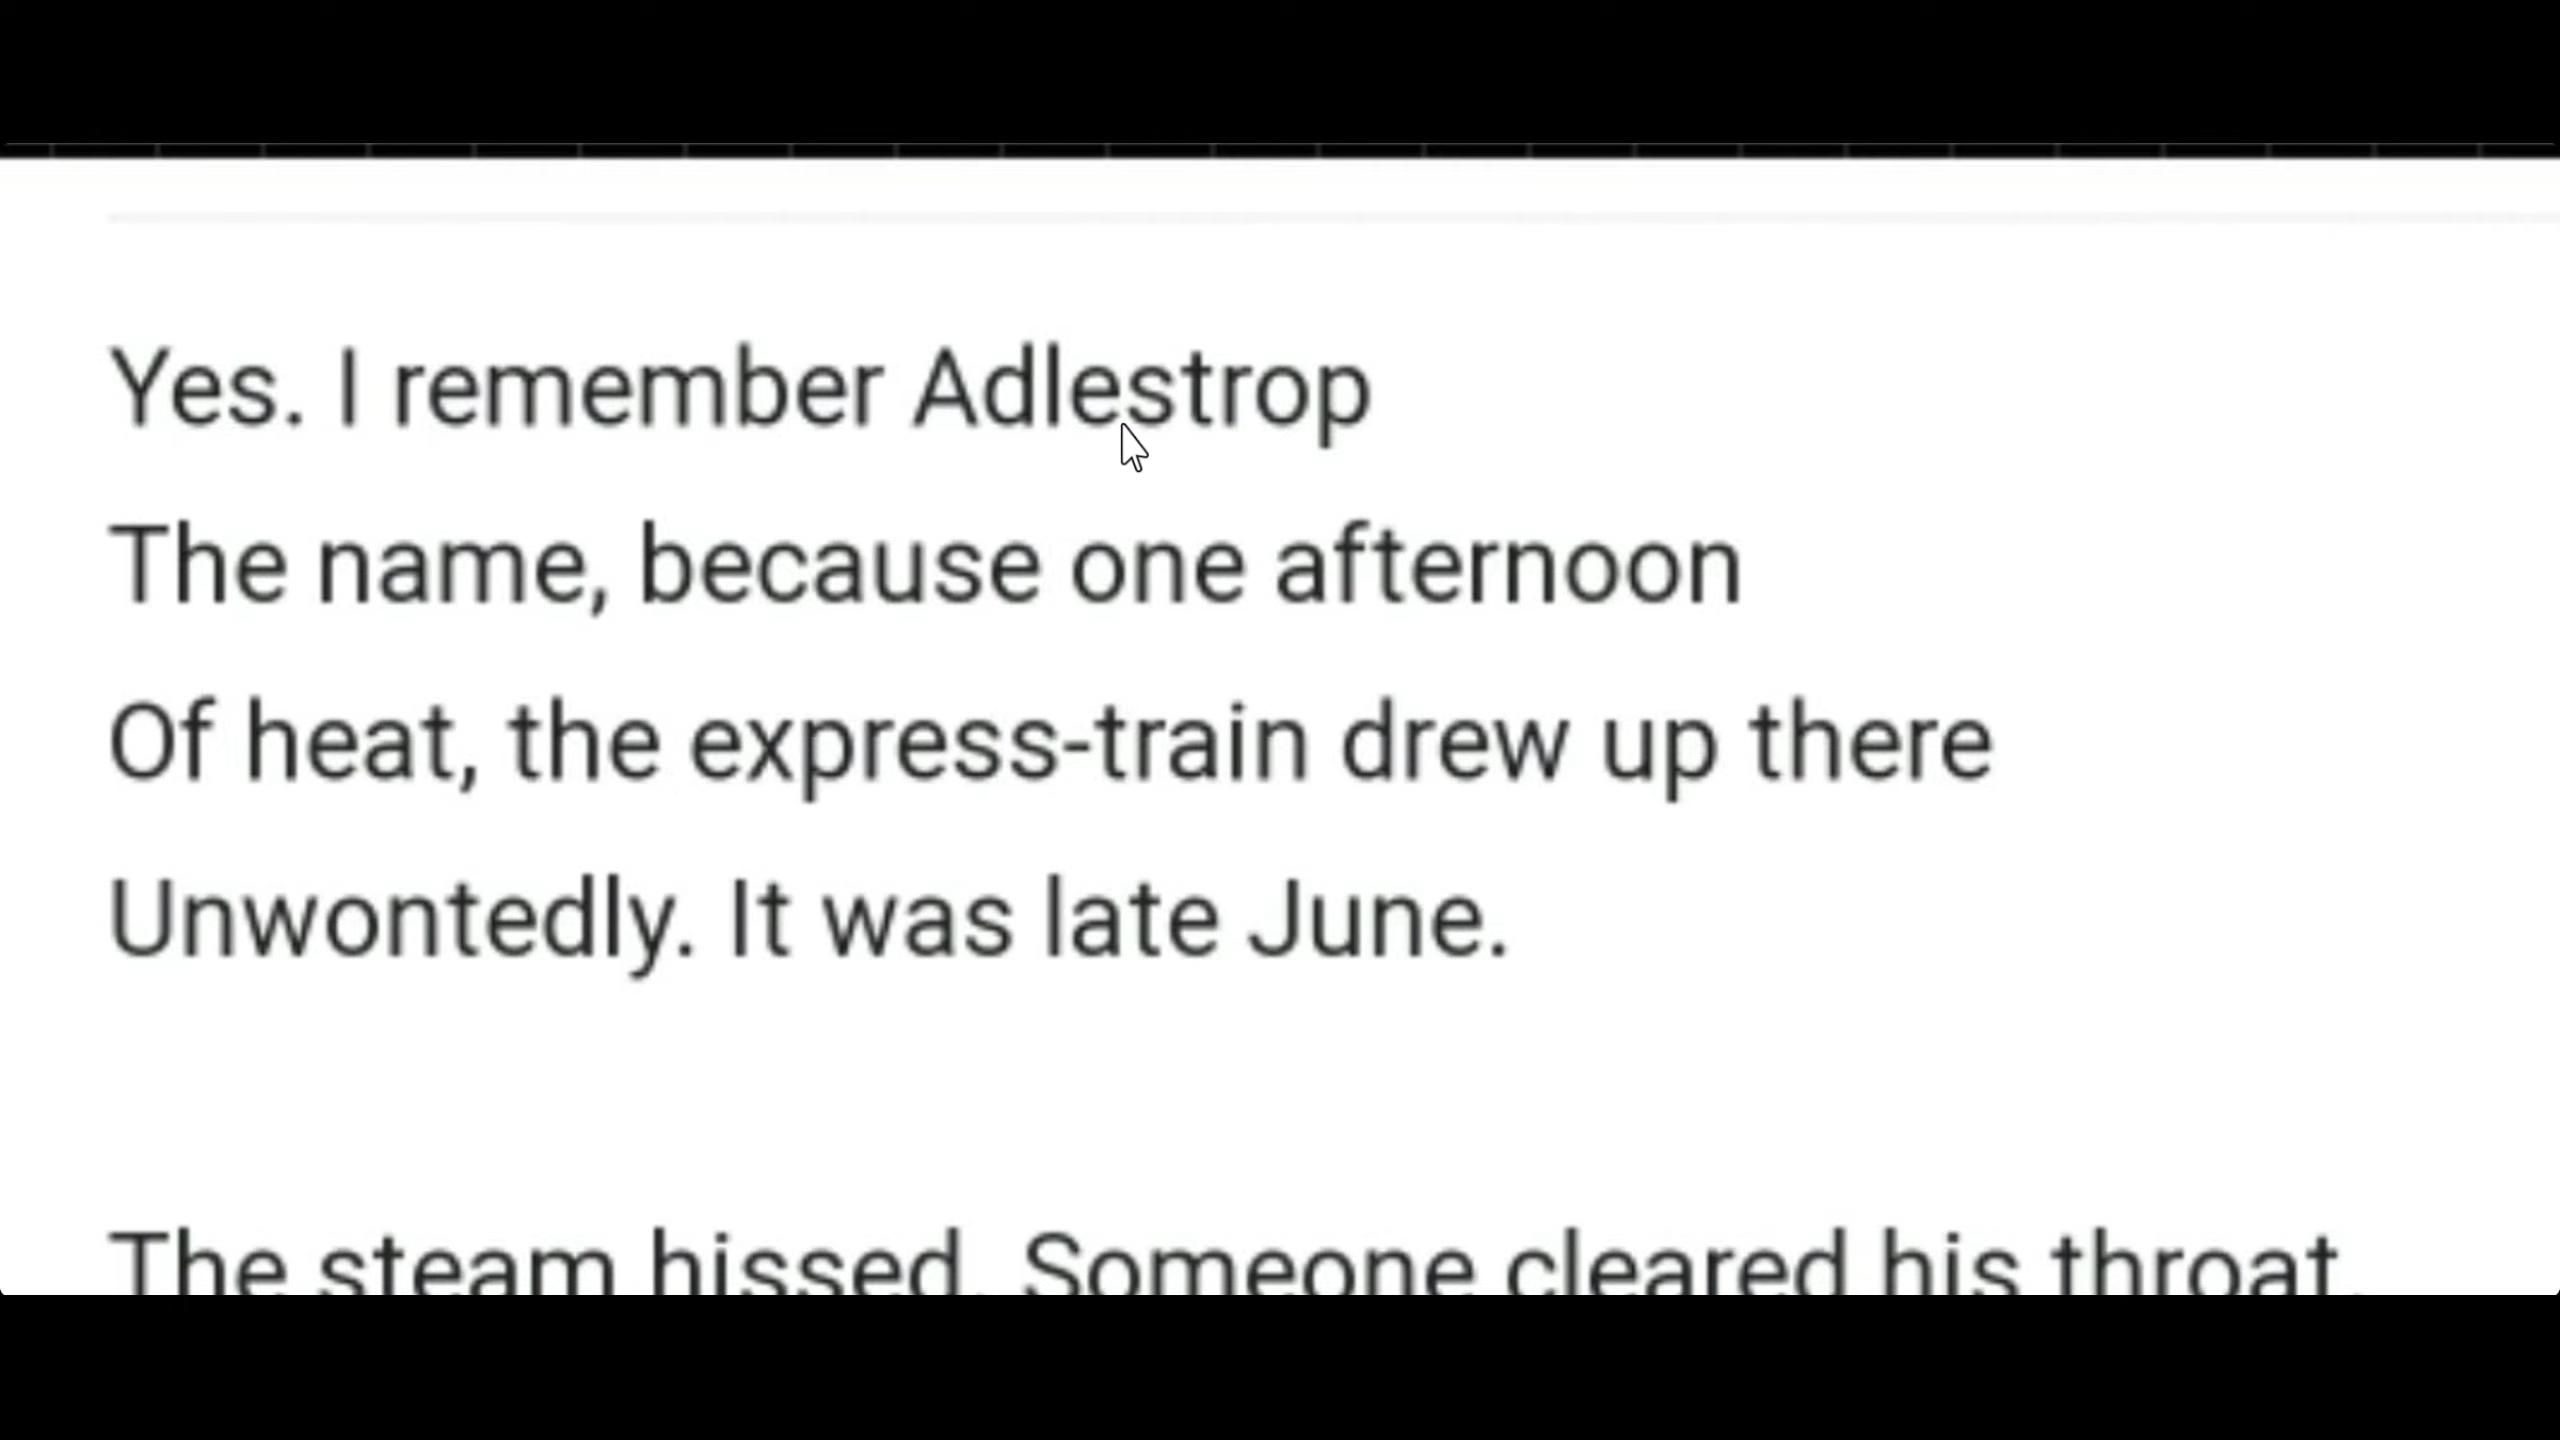 Yes. I remember Adlestrop
The name, because one afternoon
Of heat, the express-train drew up there
Unwontedly. It was late June.
The steam hissed. Someone cleared his throat.